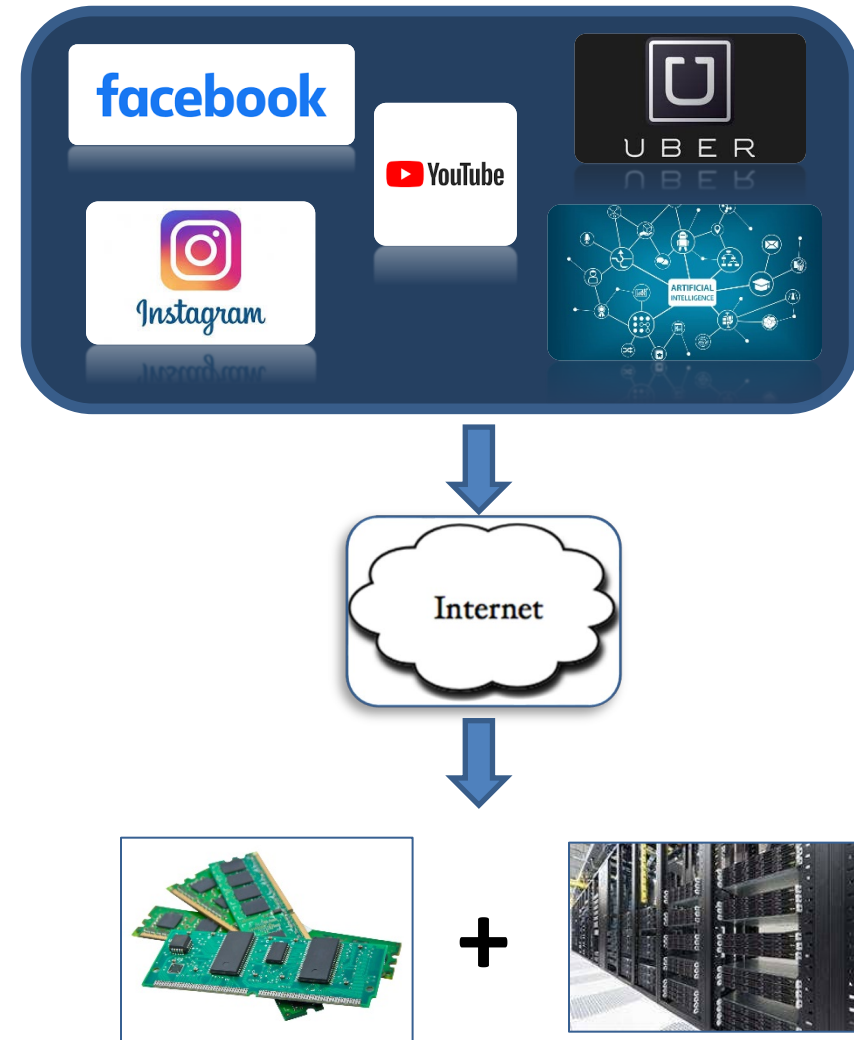 facebook
YouTube
UBER
Instagram
ARTIFICIAL
INTELLIGENCE
Internet
+